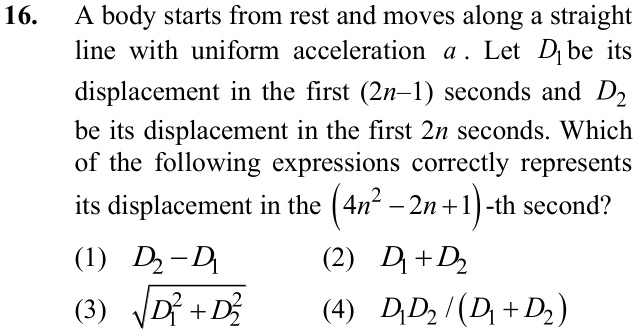 16. A body starts from rest and moves along a straight
line with uniform acceleration a . Let D₁ be its
displacement in the first (2n–1) seconds and D₂
be its displacement in the first 2n seconds. Which
of the following expressions correctly represents
its displacement in the (4n² – 2n + 1)-th second?
(1) D₂ – D₁ (2) D₁ + D₂
(3) √(D₁² + D₂²) (4) D₁D₂ / (D₁ + D₂)